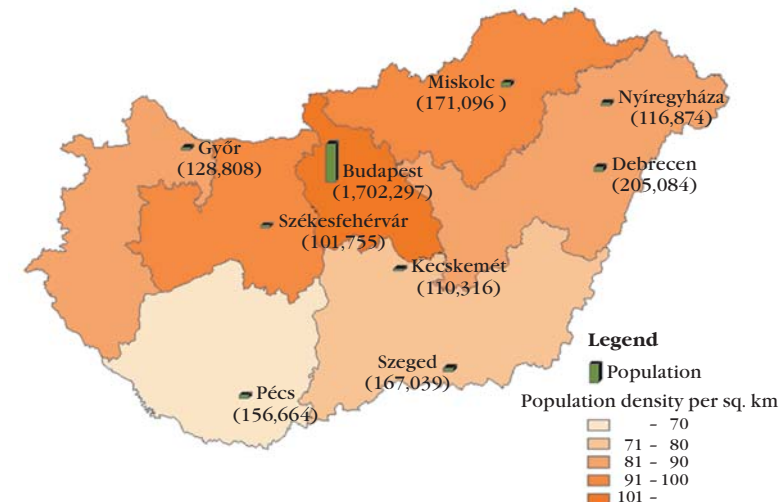 Miskolc
(171,096 )
Nyíregyháza
(116,874)
Győr
(128,808)
Debrecen
(205,084)
Budapest
(1,702,297)
Székesfehérvár
(101,755)
Kecskemét
(110,316)
Szeged
(167,039)
Pécs
(156,664)
Legend
Population
Population density per sq. km
- 70
71 - 80
81 - 90
91 - 100
101 -